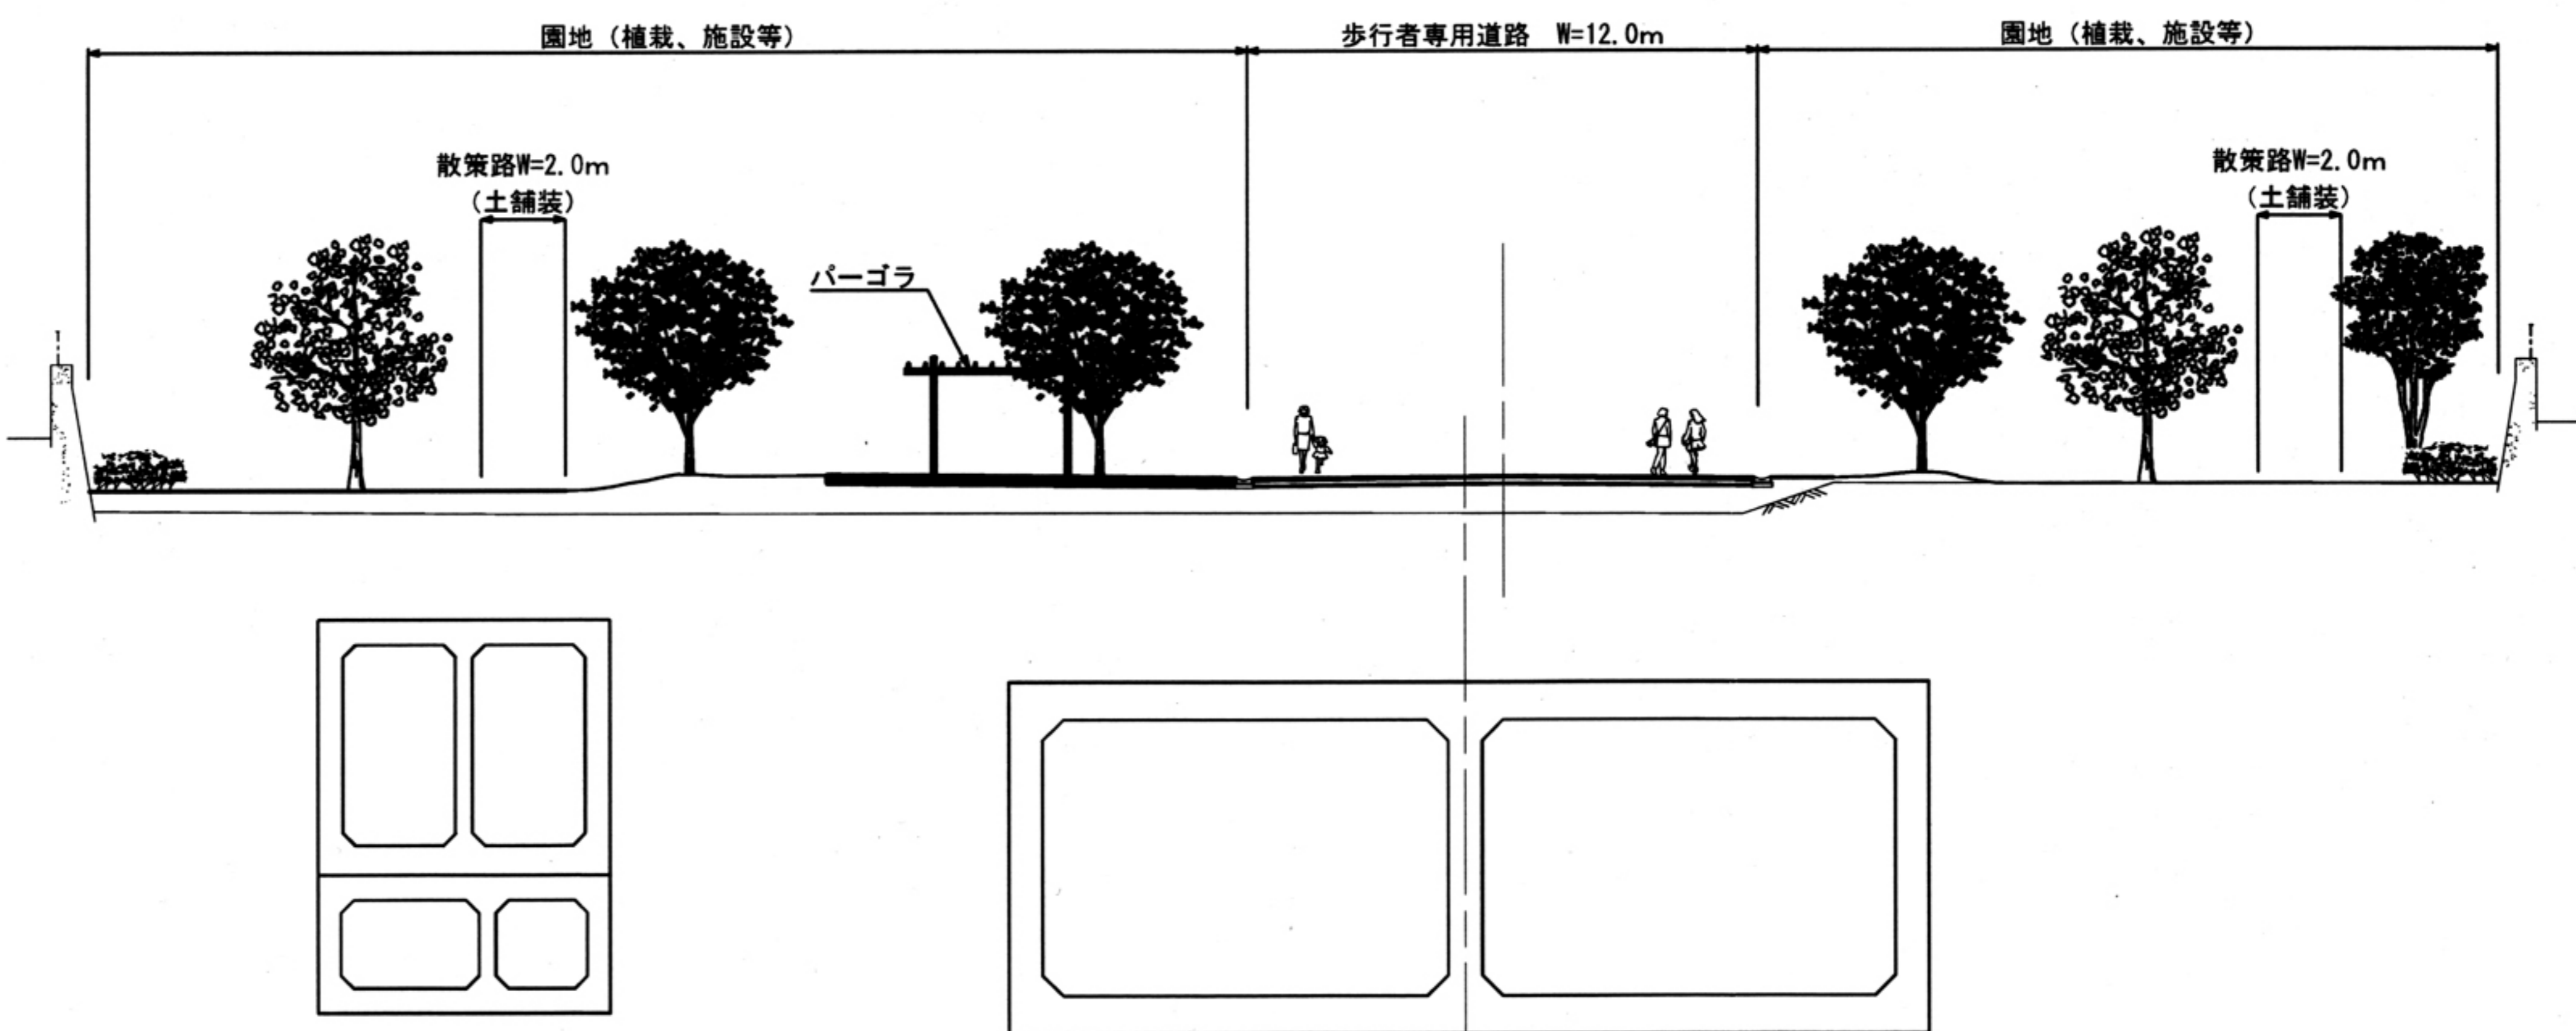 園地（植栽、施設等）
歩行者専用道路　W=12.0m
園地（植栽、施設等）
散策路W=2.0m
（土舗装）
パーゴラ
散策路W=2.0m
（土舗装）